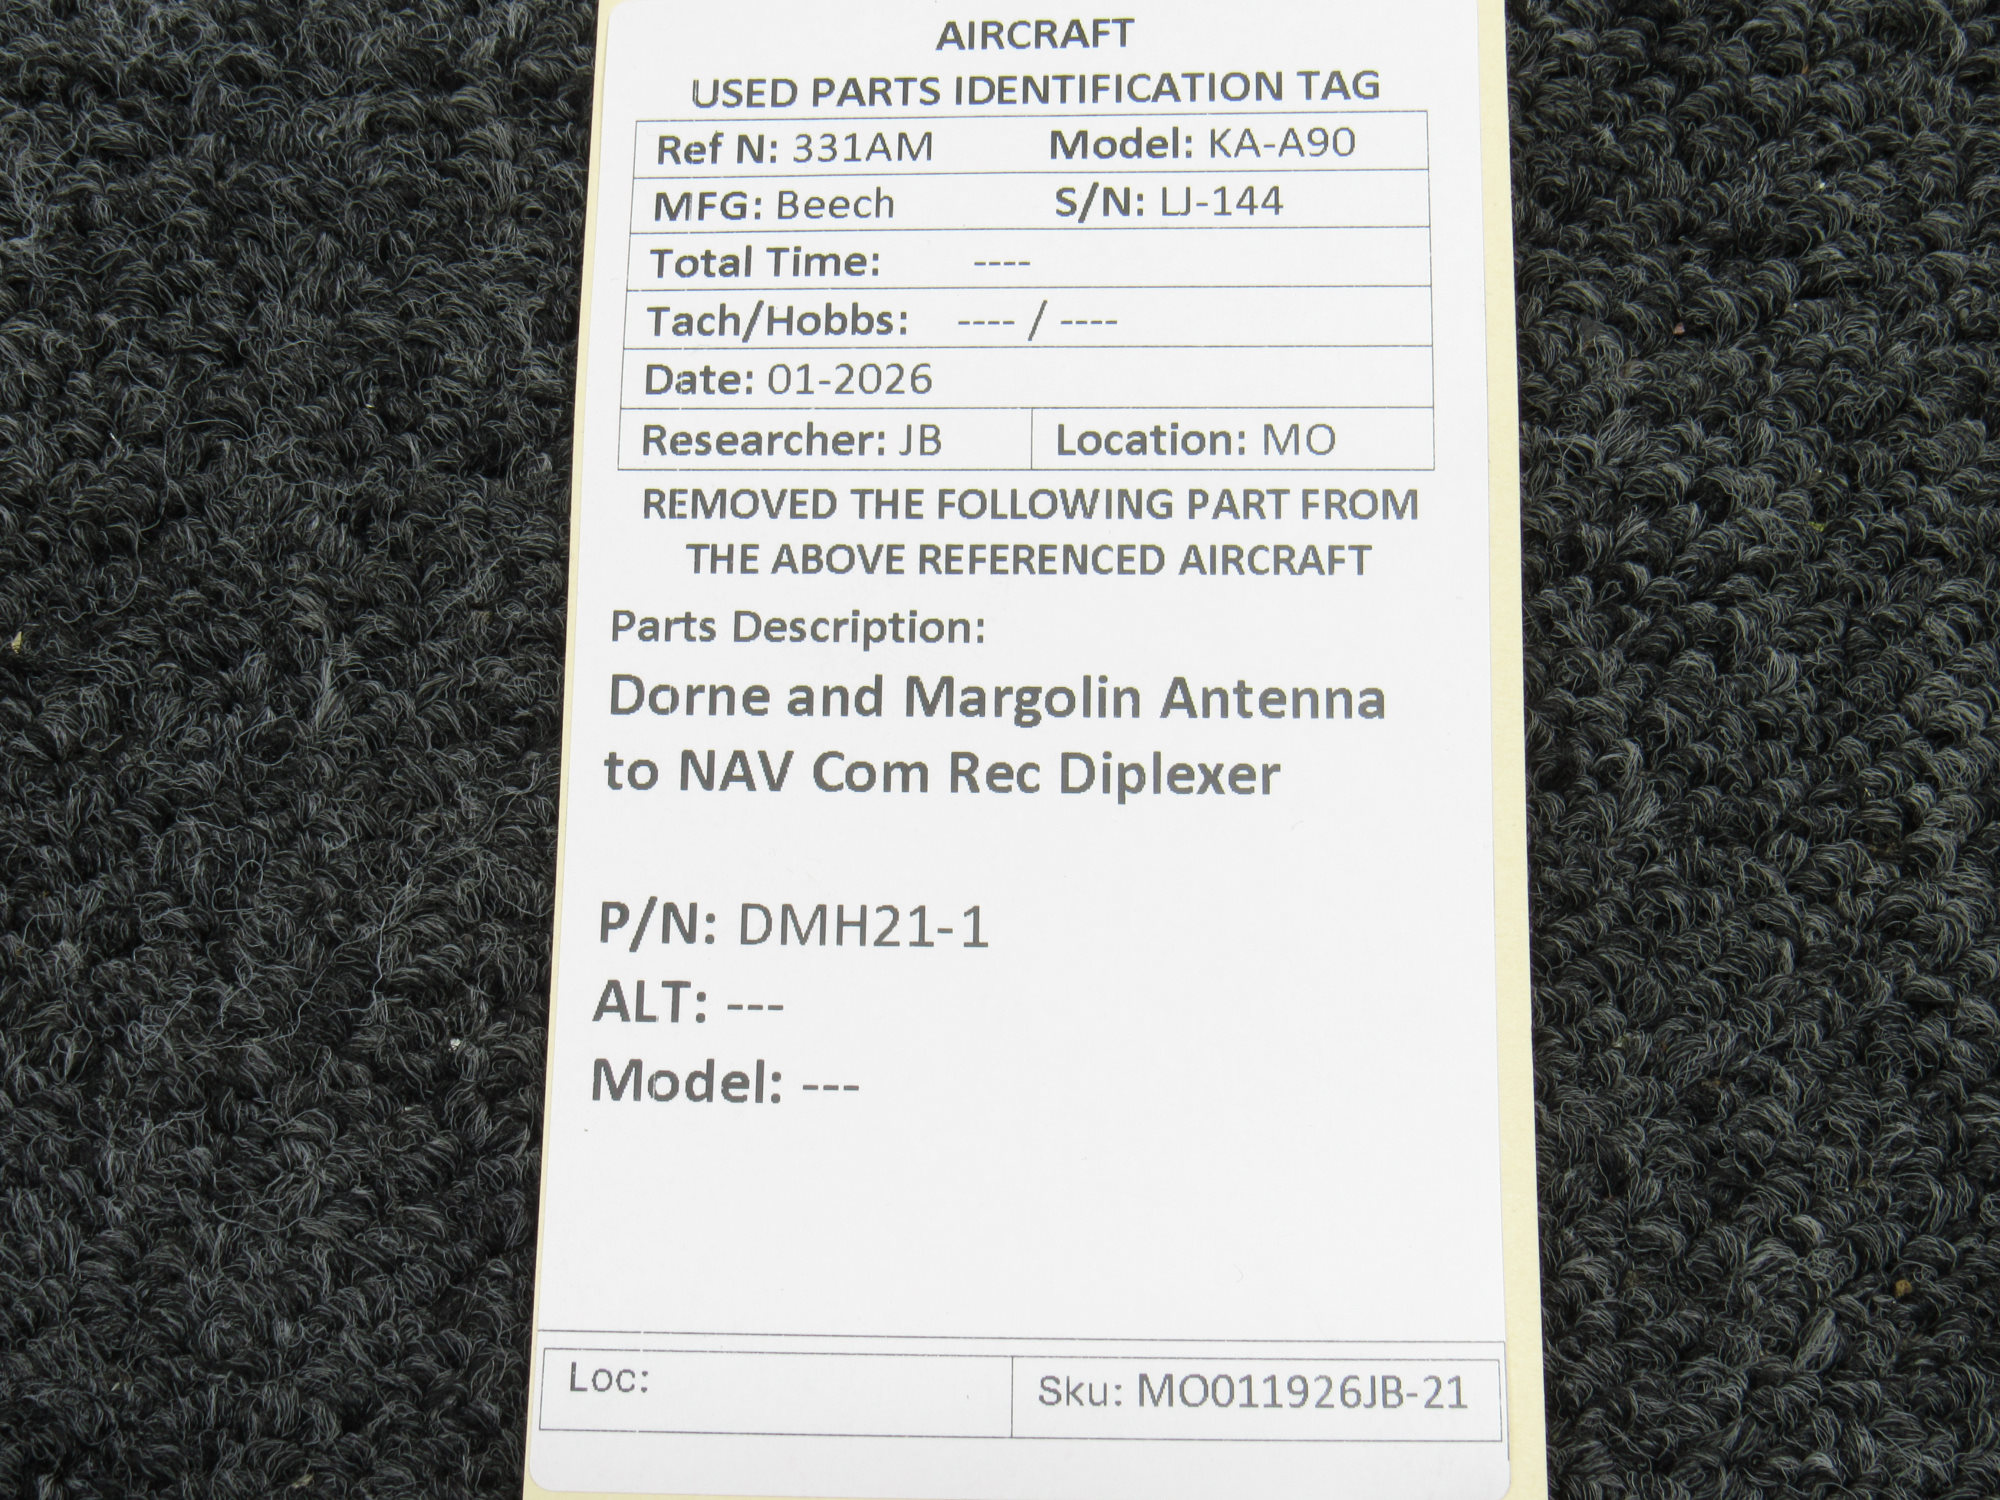 AIRCRAFT
USED PARTS IDENTIFICATION TAG
Ref N: 331AM Model: KA-A90
MFG: Beech S/N: LJ-144
Total Time: ----
Tach/Hobbs: ---- / ----
Date: 01-2026
Researcher: JB Location: MO
REMOVED THE FOLLOWING PART FROM
THE ABOVE REFERENCED AIRCRAFT
Parts Description:
Dorne and Margolin Antenna
to NAV Com Rec Diplexer
P/N: DMH21-1
ALT: ---
Model: ---
Loc: Sku: MO011926JB-21